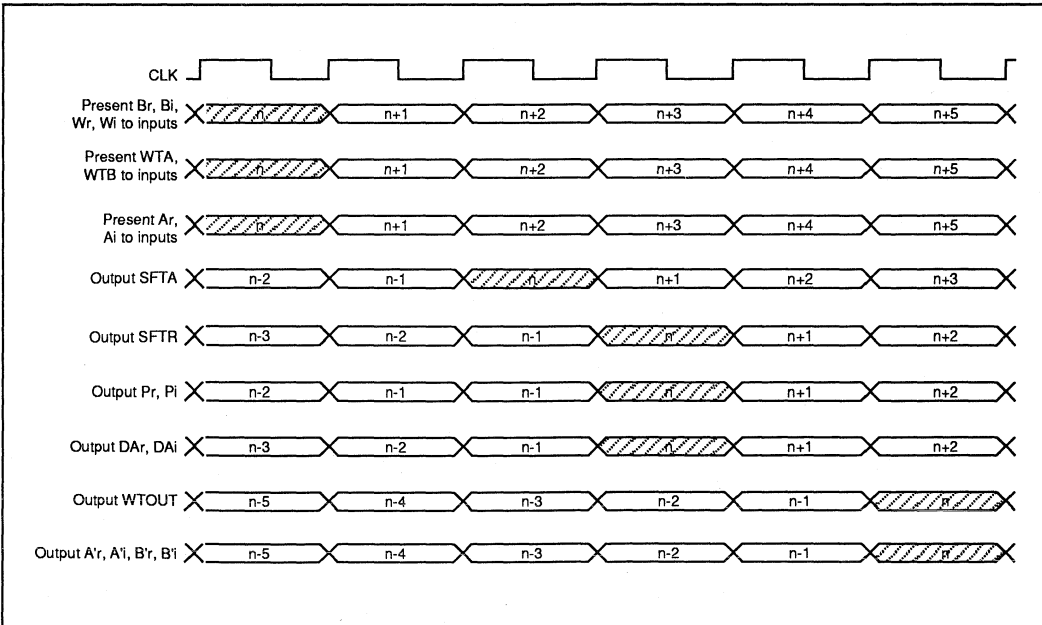 CLK
Present Br, Bi,
Wr, Wi to inputs
n n+1 n+2 n+3 n+4 n+5
Present WTA,
WTB to inputs
n n+1 n+2 n+3 n+4 n+5
Present Ar,
Ai to inputs
n n+1 n+2 n+3 n+4 n+5
Output SFTA n-2 n-1 n n+1 n+2 n+3
Output SFTR n-3 n-2 n-1 n n+1 n+2
Output Pr, Pi n-2 n-1 n-1 n n+1 n+2
Output DAr, DAi n-3 n-2 n-1 n n+1 n+2
Output WTOUT n-5 n-4 n-3 n-2 n-1 n
Output A'r, A'i, B'r, B'i n-5 n-4 n-3 n-2 n-1 n